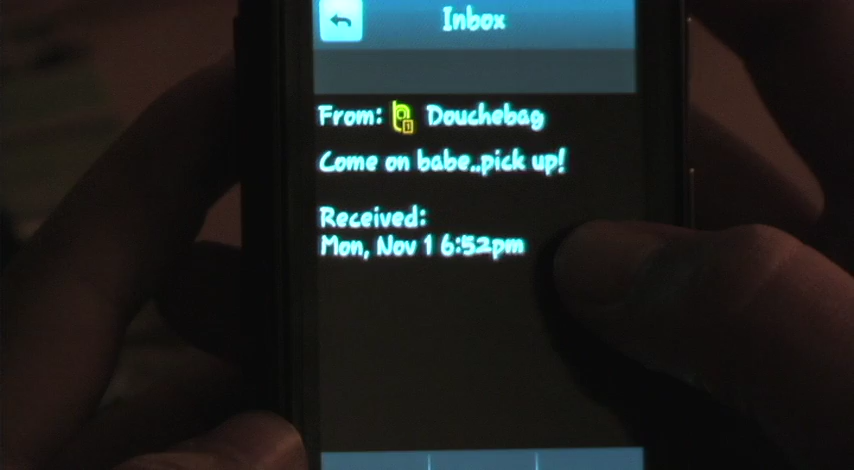 Inbox
From: Douchebag
Come on babe..pick up!
Received:
Mon, Nov 1 6:52pm